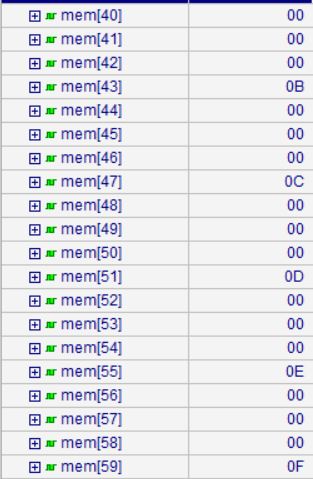 mem[40] 00
mem[41] 00
mem[42] 00
mem[43] 0B
mem[44] 00
mem[45] 00
mem[46] 00
mem[47] 0C
mem[48] 00
mem[49] 00
mem[50] 00
mem[51] 0D
mem[52] 00
mem[53] 00
mem[54] 00
mem[55] 0E
mem[56] 00
mem[57] 00
mem[58] 00
mem[59] 0F